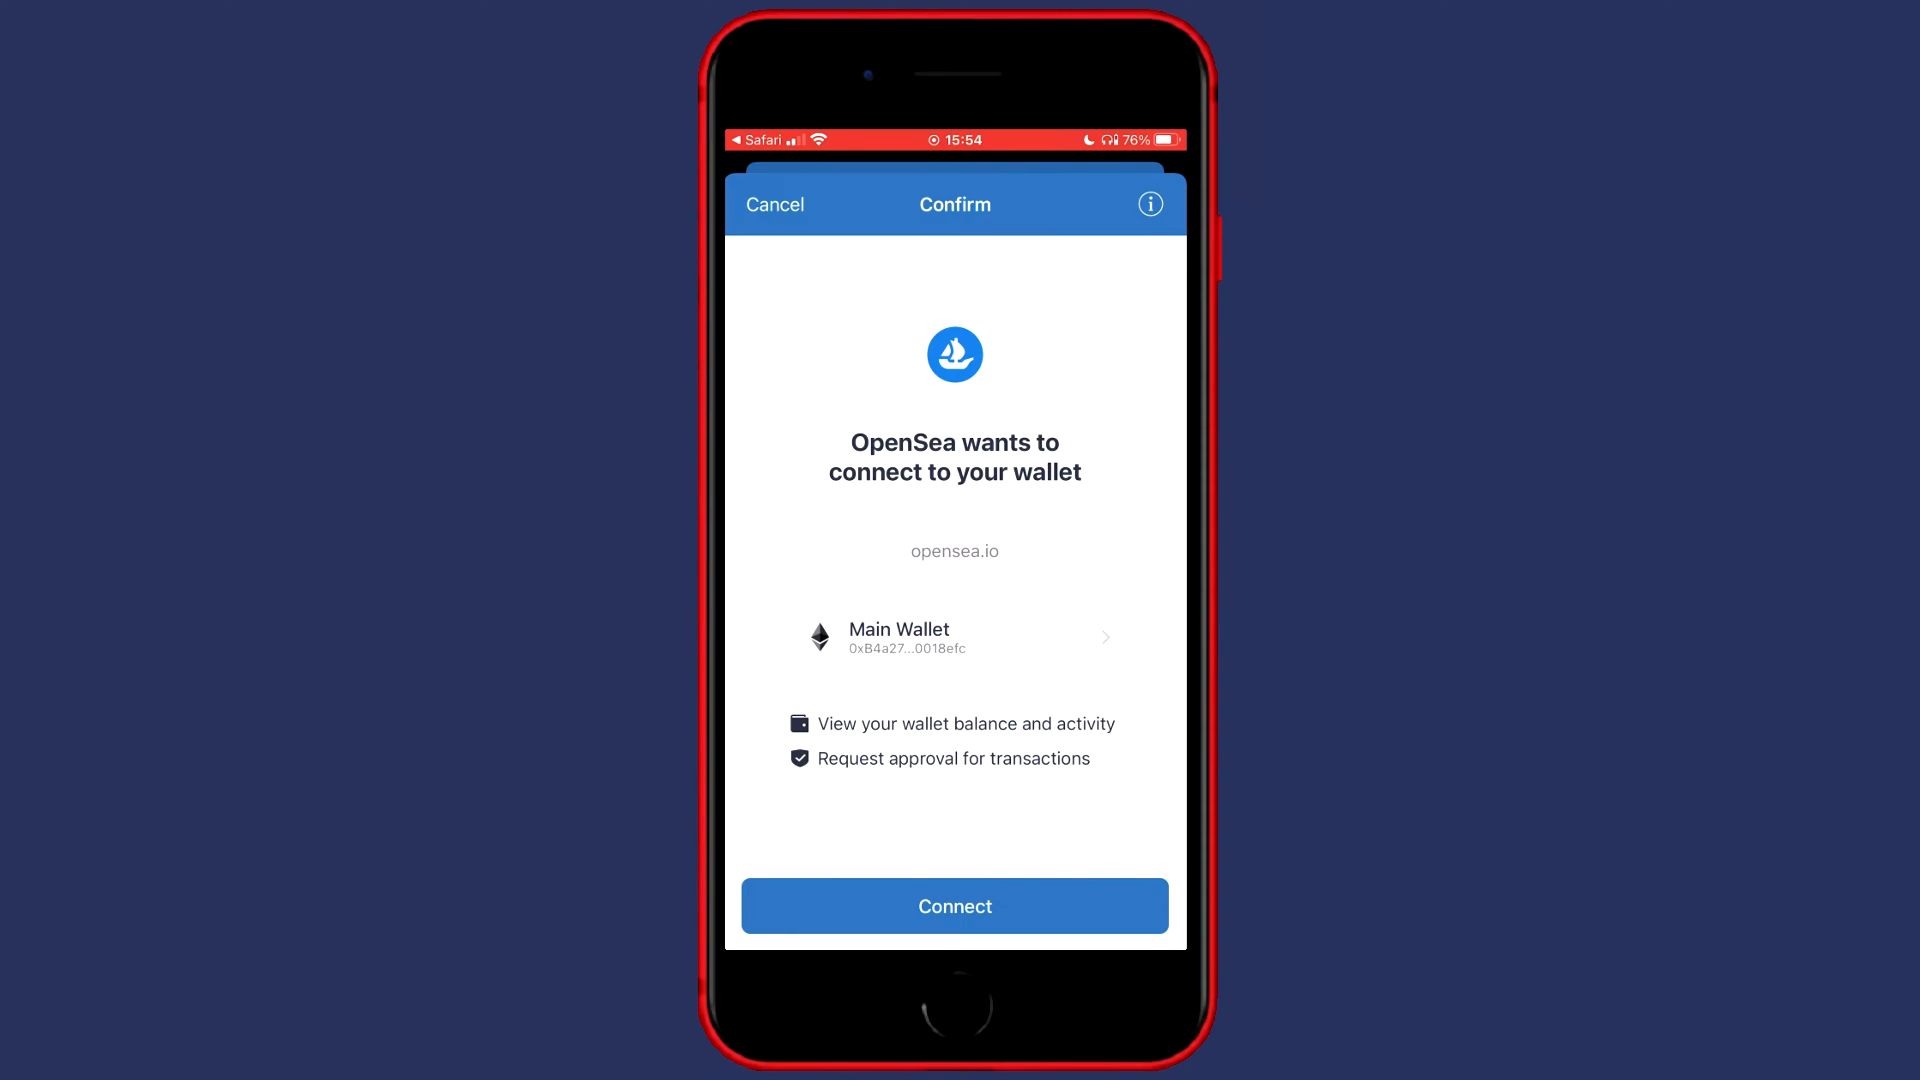 Safari 15:54 76%
Cancel Confirm
OpenSea wants to
connect to your wallet
opensea.io
Main Wallet
0xB4a27...0018efc
View your wallet balance and activity
Request approval for transactions
Connect